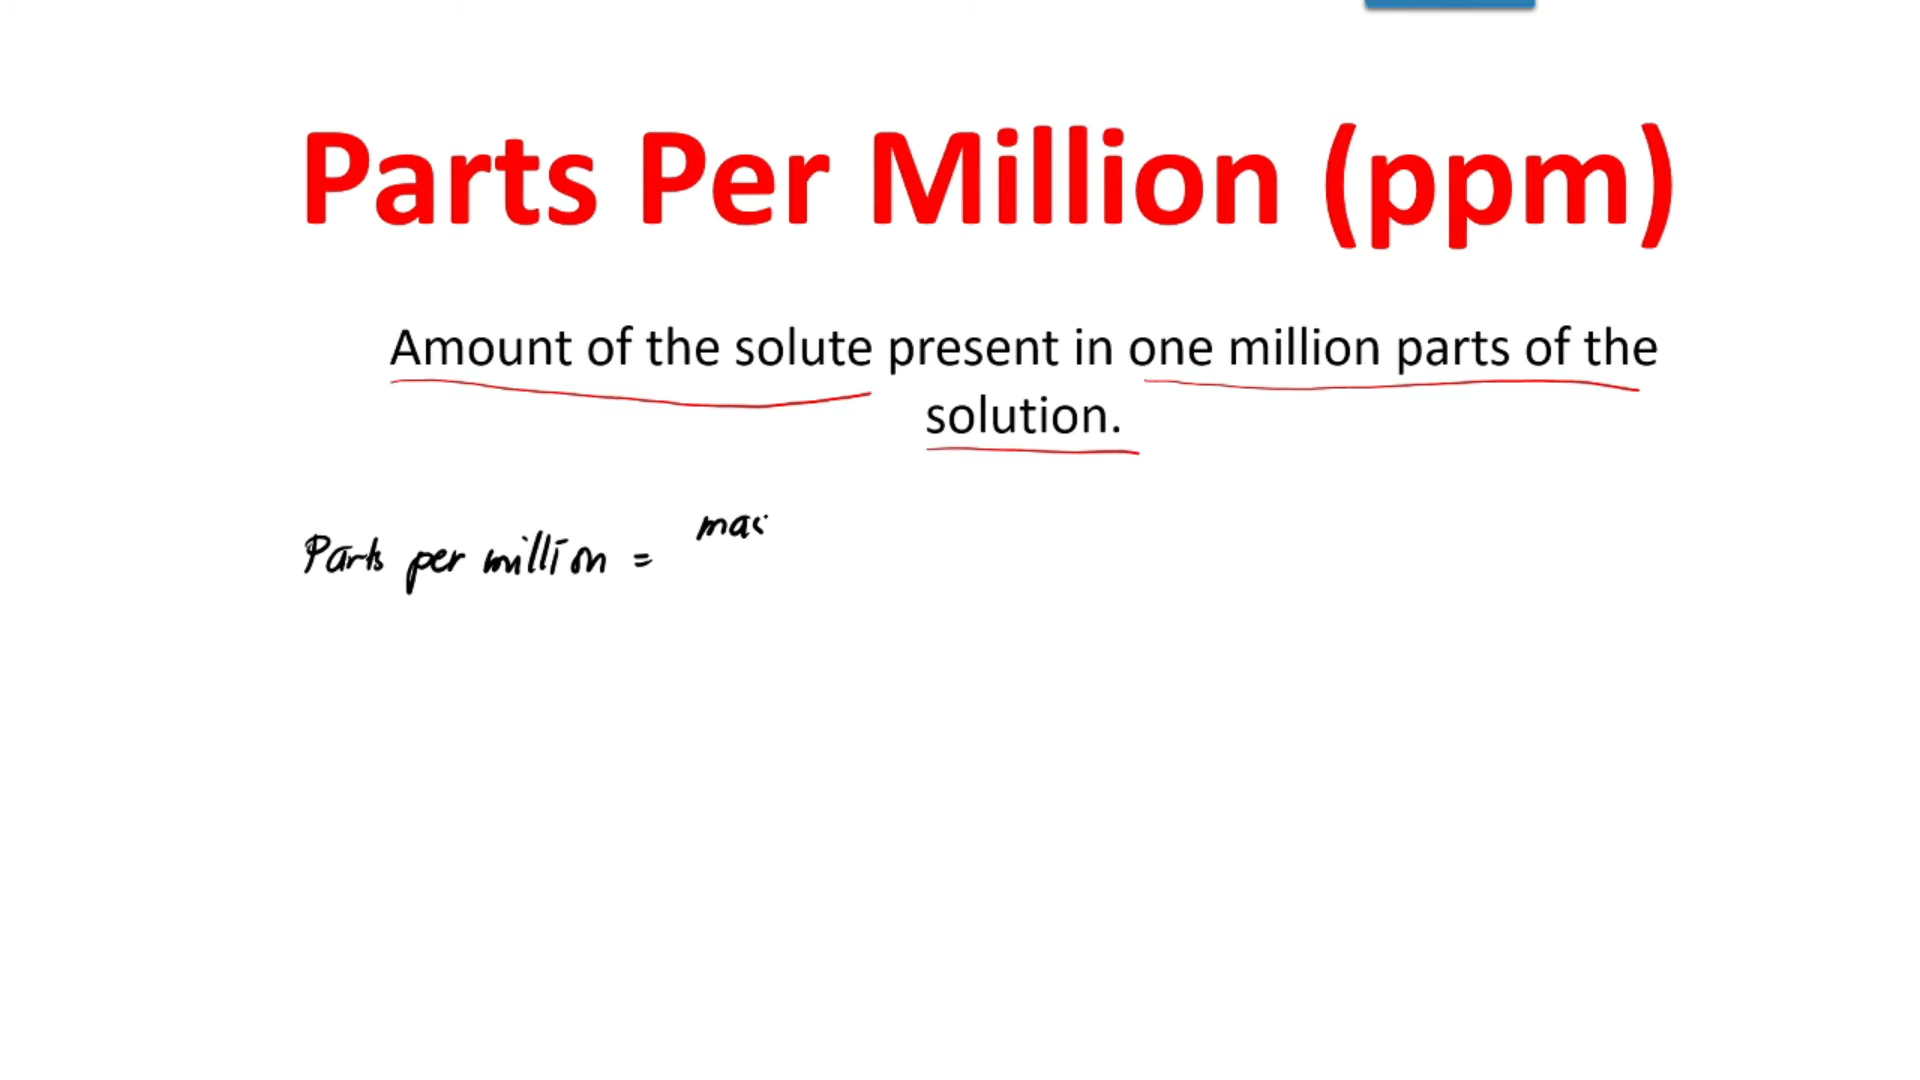 Parts Per Million (ppm)
Amount of the solute present in one million parts of the
solution.
Parts per million =